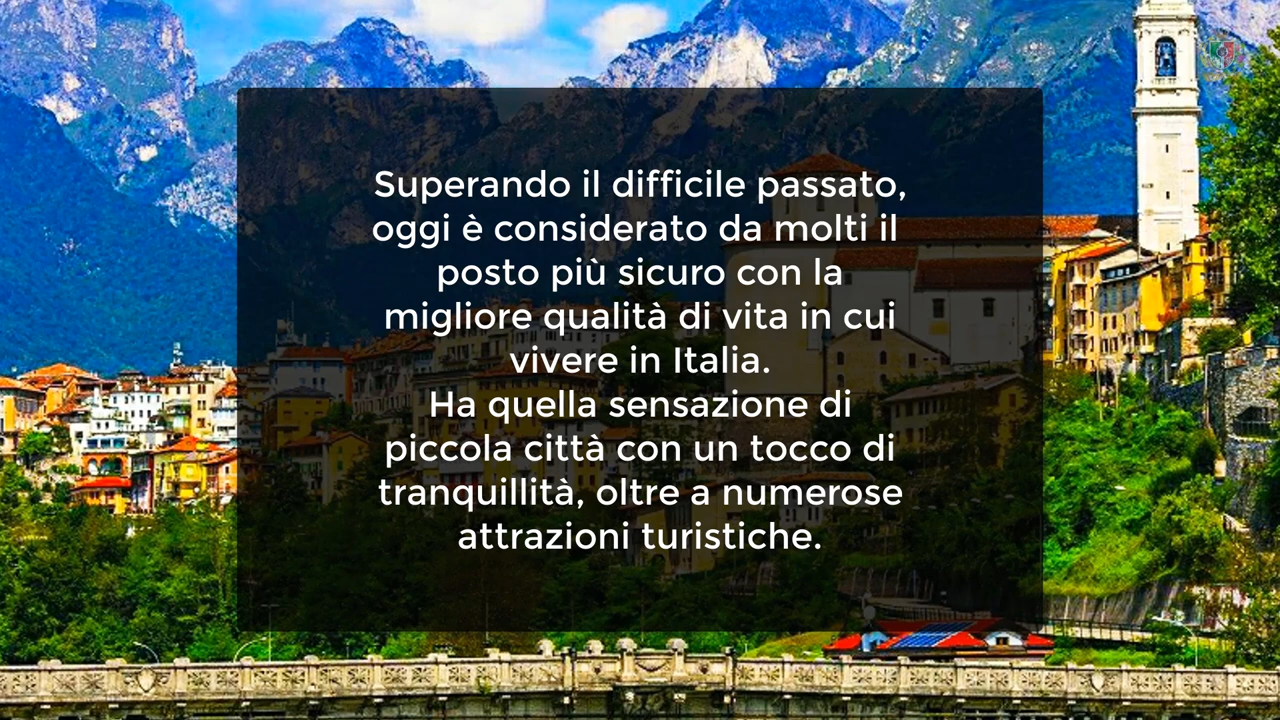 Superando il difficile passato,
oggi è considerato da molti il
posto più sicuro con la
migliore qualità di vita in cui
vivere in Italia.
Ha quella sensazione di
piccola città con un tocco di
tranquillità, oltre a numerose
attrazioni turistiche.